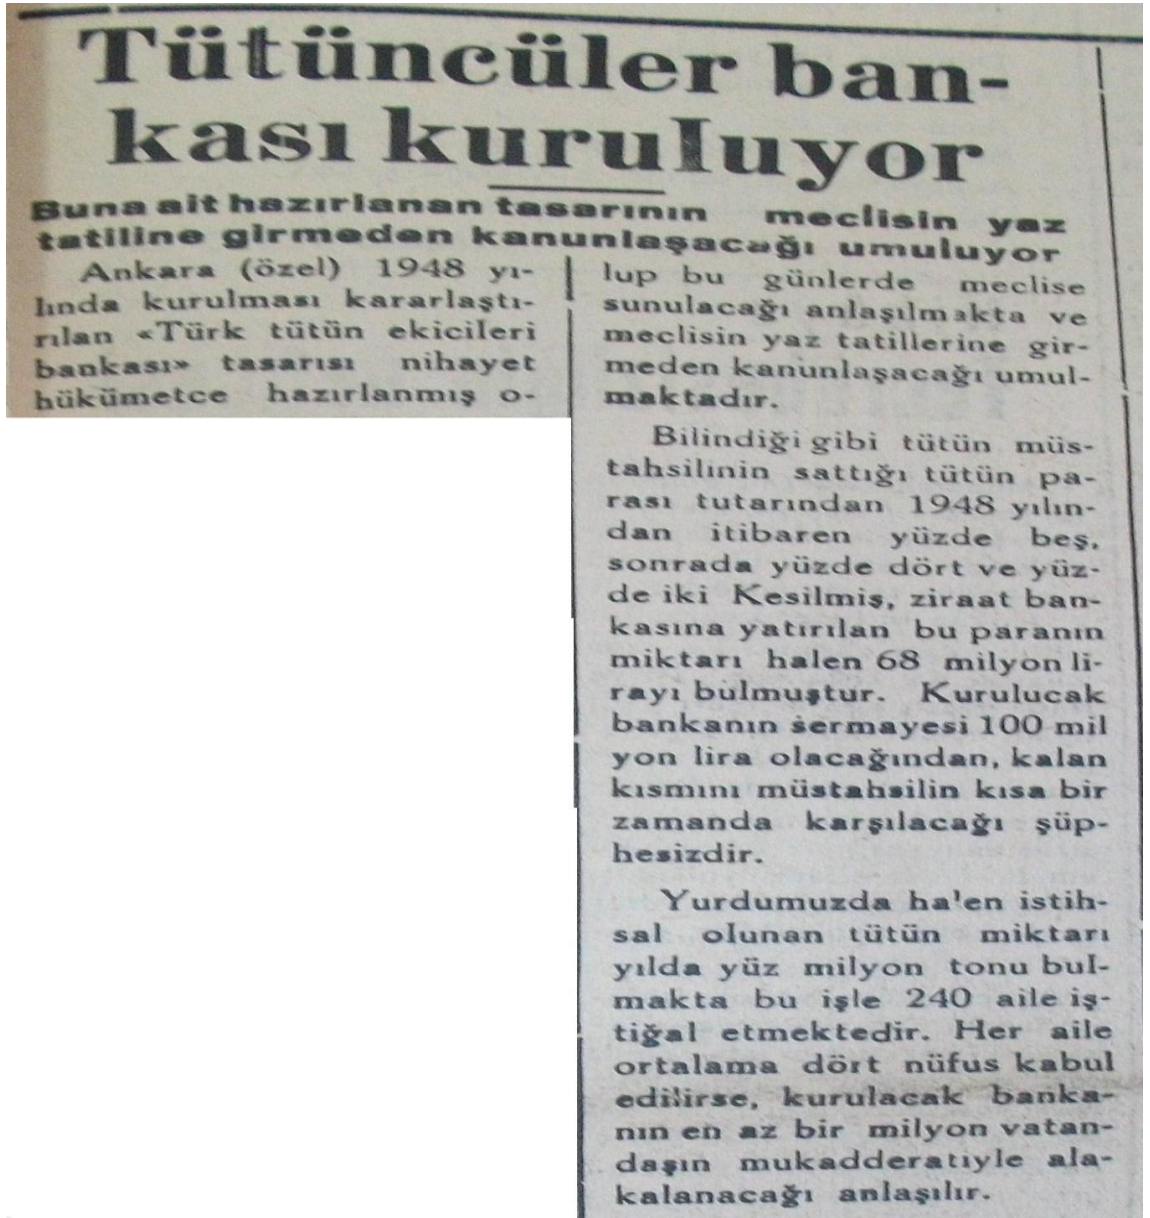 Tütüncüler ban-
kası kuruluyor
Buna ait hazırlanan tasarının meclisin yaz
tatiline girmeden kanunlaşacağı umuluyor
Ankara (özel) 1948 yı-
lında kurulması kararlaştı-
rılan «Türk tütün ekicileri
bankası» tasarısı nihayet
hükümetce hazırlanmış o-
lup bu günlerde meclise
sunulacağı anlaşılmakta ve
meclisin yaz tatillerine gir-
meden kanunlaşacağı umul-
maktadır.
Bilindiği gibi tütün müs-
tahsilinin sattığı tütün pa-
rası tutarından 1948 yılın-
dan itibaren yüzde beş,
sonrada yüzde dört ve yüz-
de iki Kesilmiş, ziraat ban-
kasına yatırılan bu paranın
miktarı halen 68 milyon li-
rayı bulmuştur. Kurulucak
bankanın sermayesi 100 mil
yon lira olacağından, kalan
kısmını müstahsilin kısa bir
zamanda karşılacağı şüp-
hesizdir.
Yurdumuzda ha'en istih-
sal olunan tütün miktarı
yılda yüz milyon tonu bul-
makta bu işle 240 aile iş-
tiğal etmektedir. Her aile
ortalama dört nüfus kabul
edilirse, kurulacak banka-
nın en az bir milyon vatan-
daşın mukadderatiyle ala-
kalanacağı anlaşılır.